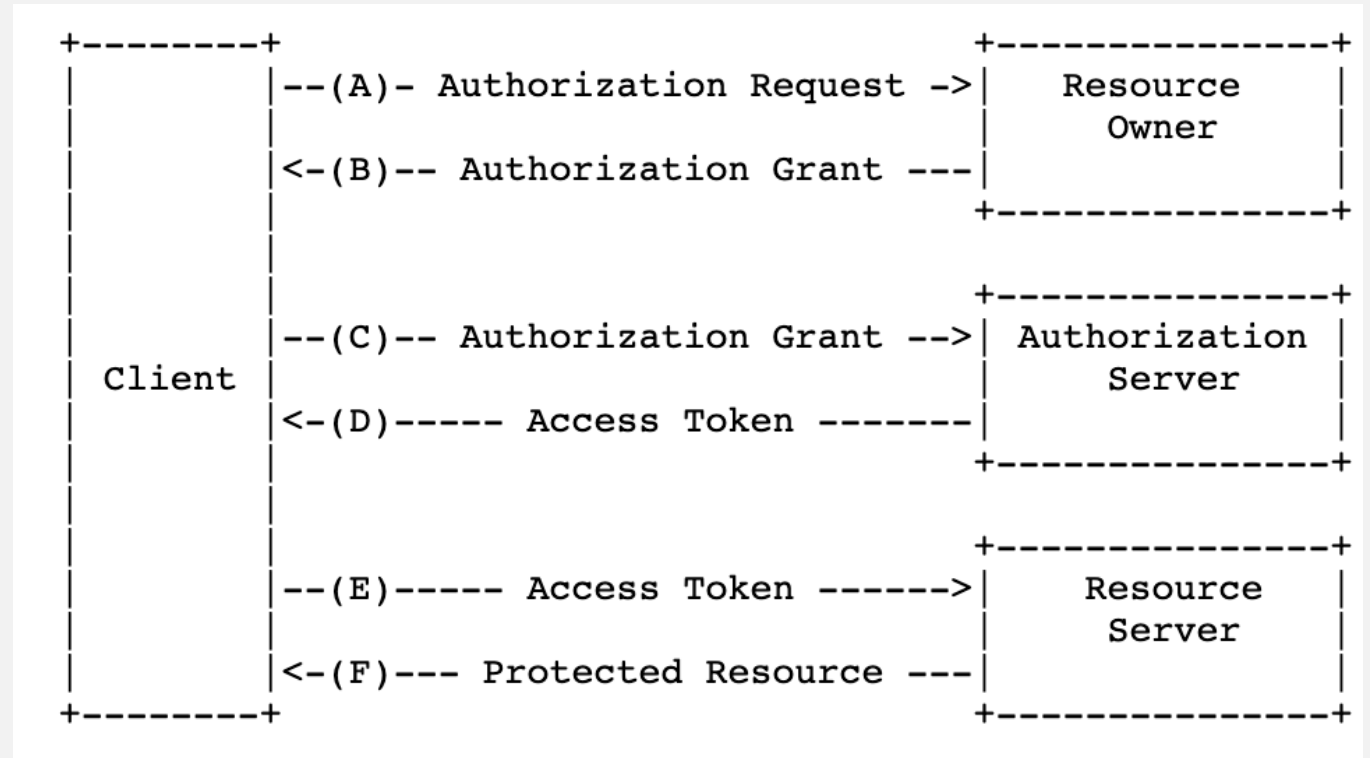 +--------+                               +---------------+
|        |--(A)- Authorization Request ->|   Resource    |
|        |                               |     Owner     |
|        |<-(B)-- Authorization Grant ---|               |
|        |                               +---------------+
|        |
|        |                               +---------------+
|        |--(C)-- Authorization Grant -->| Authorization |
| Client |                               |     Server    |
|        |<-(D)----- Access Token -------|               |
|        |                               +---------------+
|        |
|        |                               +---------------+
|        |--(E)----- Access Token ------>|    Resource   |
|        |                               |     Server    |
|        |<-(F)--- Protected Resource ---|               |
+--------+                               +---------------+